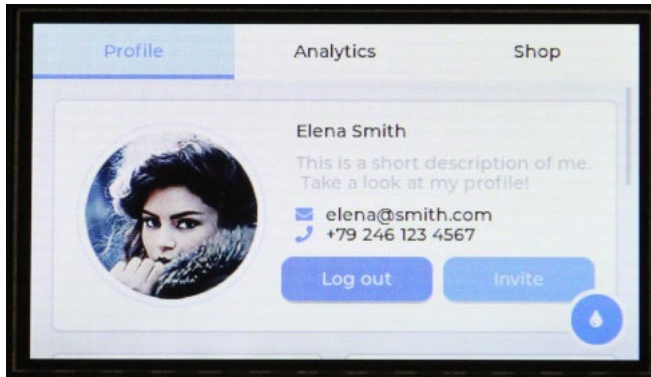 Profile
Analytics
Shop
Elena Smith
This is a short description of me.
Take a look at my profile!
elena@smith.com
+79 246 123 4567
Log out
Invite